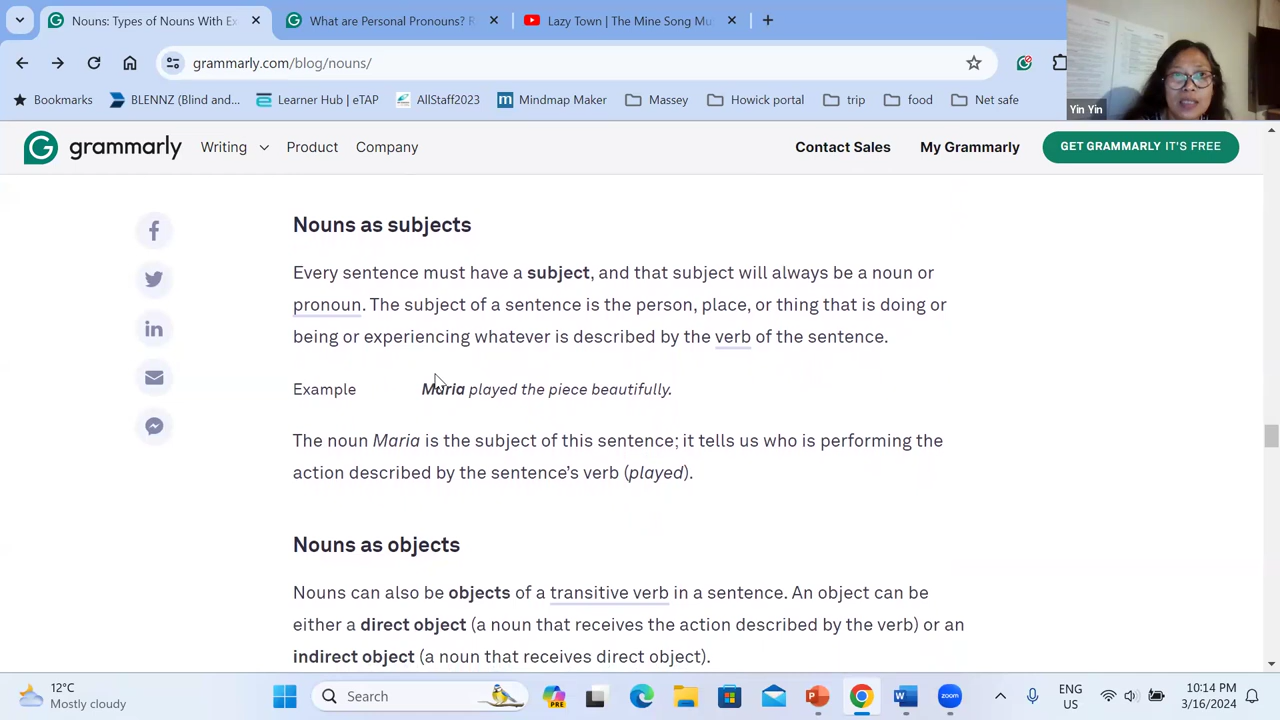 Nouns: Types of Nouns With Ex
What are Personal Pronouns? R
Lazy Town | The Mine Song Mu
grammarly.com/blog/nouns/
Bookmarks
BLENNZ (Blind and...
Learner Hub | eTAP
AllStaff2023
Mindmap Maker
Massey
Howick portal
trip
food
Net safe
Yin Yin
grammarly
Writing
Product
Company
Contact Sales
My Grammarly
GET GRAMMARLY IT'S FREE
Nouns as subjects
Every sentence must have a subject, and that subject will always be a noun or
pronoun. The subject of a sentence is the person, place, or thing that is doing or
being or experiencing whatever is described by the verb of the sentence.
Example Maria played the piece beautifully.
The noun Maria is the subject of this sentence; it tells us who is performing the
action described by the sentence's verb (played).
Nouns as objects
Nouns can also be objects of a transitive verb in a sentence. An object can be
either a direct object (a noun that receives the action described by the verb) or an
indirect object (a noun that receives direct object).
12°C
Mostly cloudy
Search
PRE
ENG
US
10:14 PM
3/16/2024